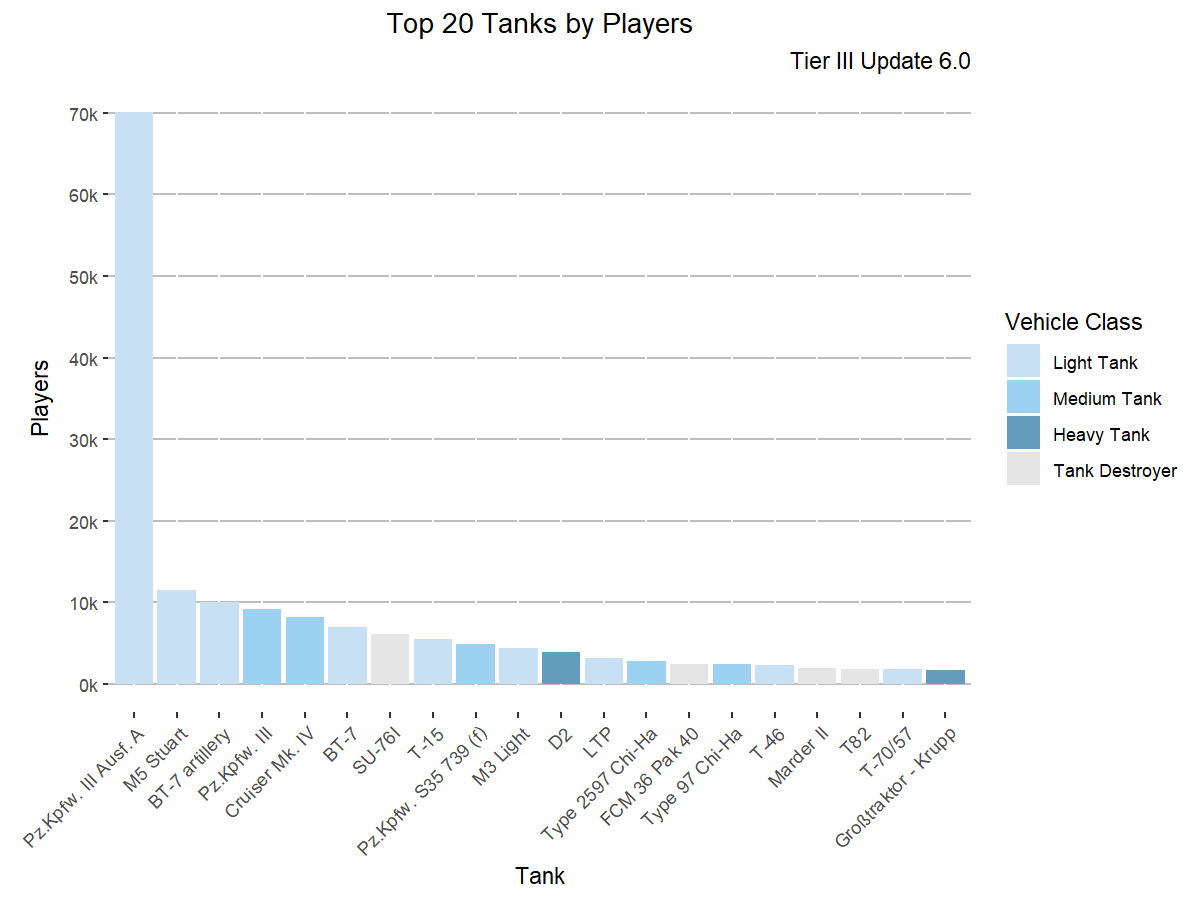 Top 20 Tanks by Players
Tier III Update 6.0
Players
70k
60k
50k
40k
30k
20k
10k
0k
Pz.Kpfw. III Ausf. A
M5 Stuart
BT-7 artillery
Pz.Kpfw. III
Cruiser Mk. IV
BT-7
SU-76I
T-15
Pz.Kpfw. S35 739 (f)
M3 Light
D2
LTP
Type 2597 Chi-Ha
FCM 36 Pak 40
Type 97 Chi-Ha
T-46
Marder II
T82
T-70/57
Großtraktor - Krupp
Tank
Vehicle Class
Light Tank
Medium Tank
Heavy Tank
Tank Destroyer